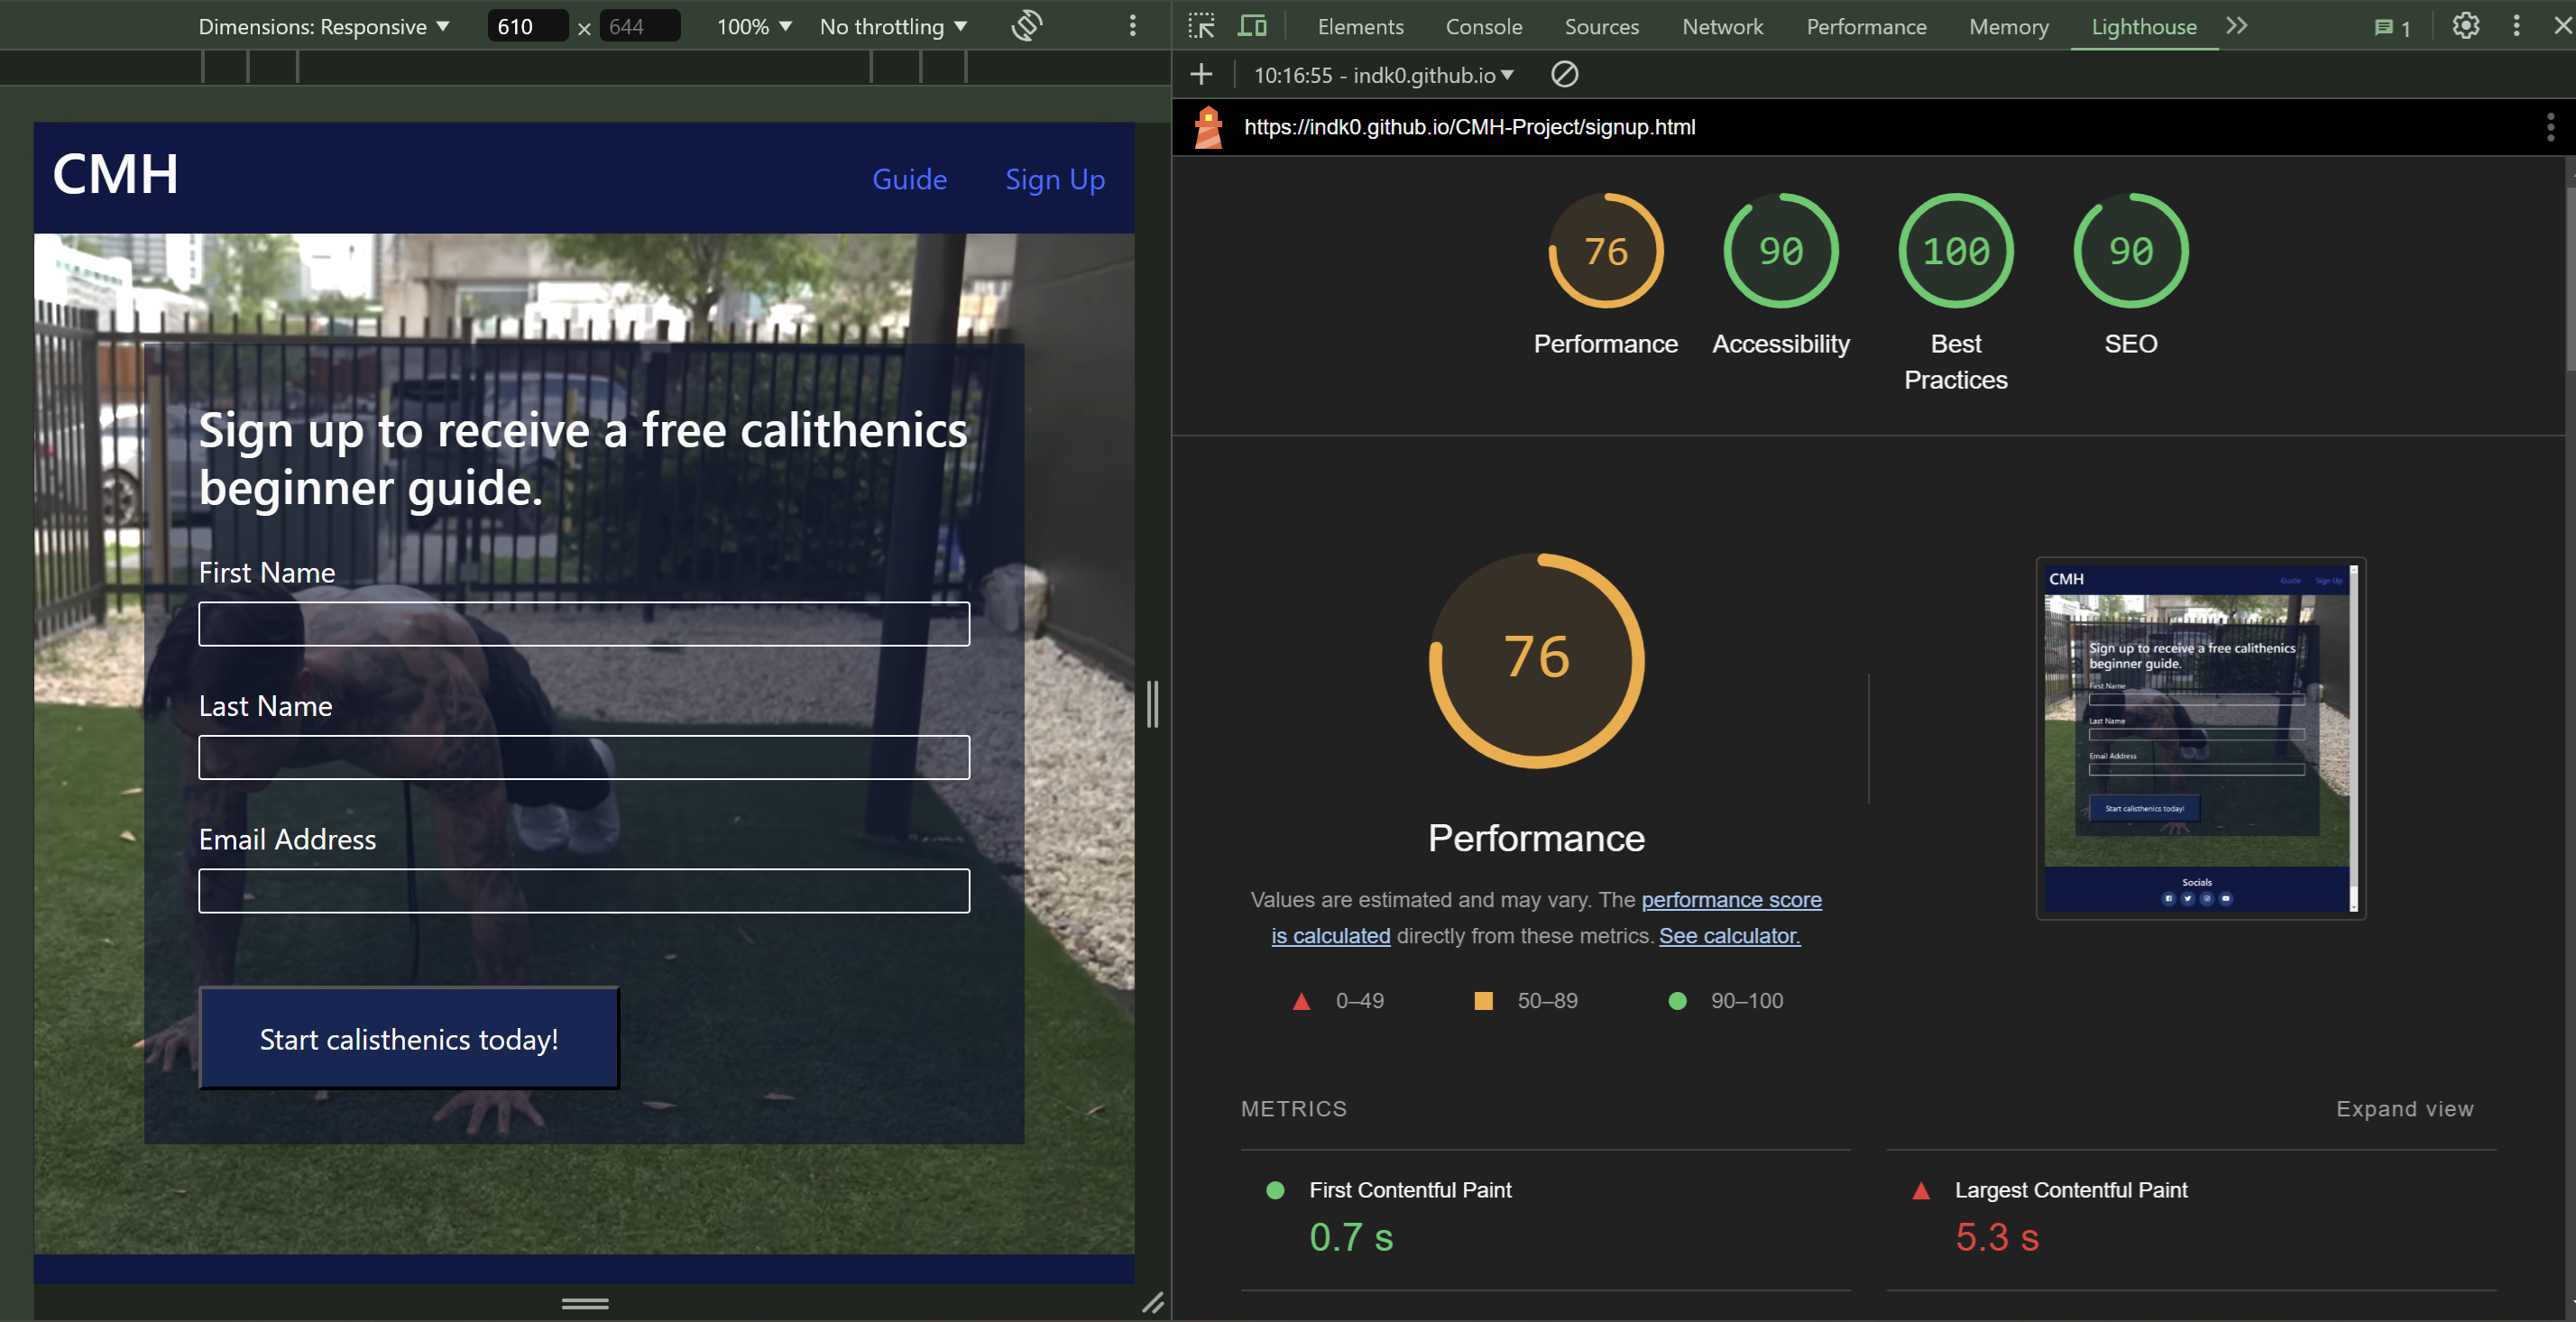 Dimensions: Responsive 610 × 644 100% No throttling
Elements Console Sources Network Performance Memory Lighthouse 1
10:16:55 - indk0.github.io
https://indk0.github.io/CMH-Project/signup.html
CMH
Guide Sign Up
Sign up to receive a free calithenics
beginner guide.
First Name
Last Name
Email Address
Start calisthenics today!
76 90 100 90
Performance Accessibility Best SEO
Practices
76
Performance
Values are estimated and may vary. The performance score
is calculated directly from these metrics. See calculator.
0–49 50–89 90–100
CMH
Guide Sign Up
Sign up to receive a free calithenics
beginner guide.
First Name
Last Name
Email Address
Start calisthenics today!
Socials
METRICS
Expand view
First Contentful Paint
0.7 s
Largest Contentful Paint
5.3 s